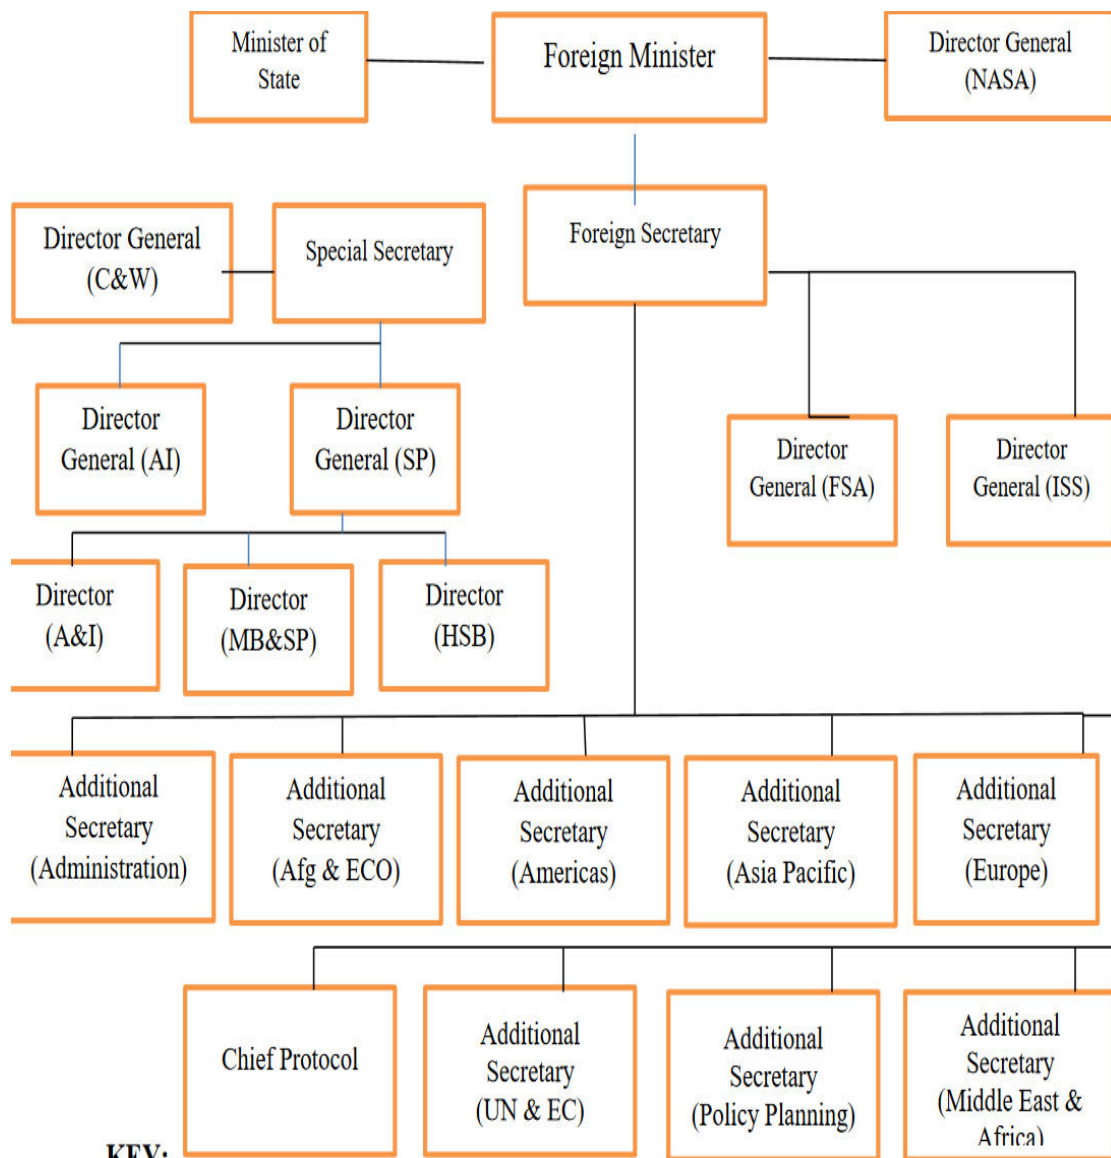 Minister of
State
Foreign Minister
Director General
(NASA)
Director General
(C&W)
Special Secretary
Foreign Secretary
Director
General (AI)
Director
General (SP)
Director
General (FSA)
Director
General (ISS)
Director
(A&I)
Director
(MB&SP)
Director
(HSB)
Additional
Secretary
(Administration)
Additional
Secretary
(Afg & ECO)
Additional
Secretary
(Americas)
Additional
Secretary
(Asia Pacific)
Additional
Secretary
(Europe)
Chief Protocol
Additional
Secretary
(UN & EC)
Additional
Secretary
(Policy Planning)
Additional
Secretary
(Middle East &
Africa)
KEY: